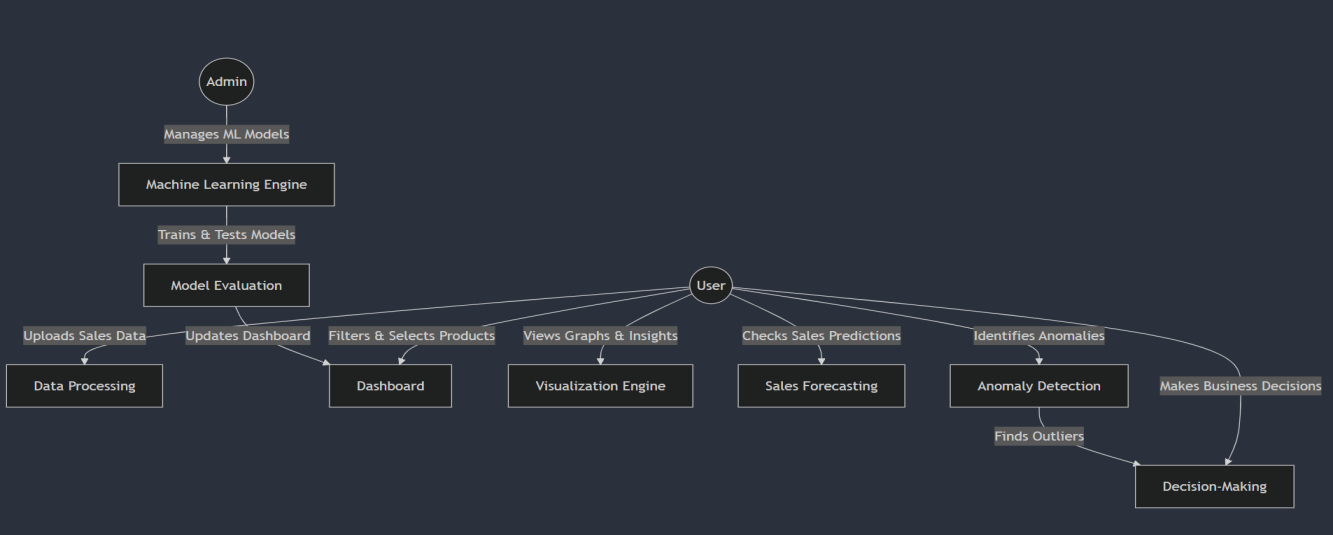 Admin
Manages ML Models
Machine Learning Engine
Trains & Tests Models
Model Evaluation
User
Uploads Sales Data
Updates Dashboard
Filters & Selects Products
Views Graphs & Insights
Checks Sales Predictions
Identifies Anomalies
Data Processing
Dashboard
Visualization Engine
Sales Forecasting
Anomaly Detection
Makes Business Decisions
Finds Outliers
Decision-Making